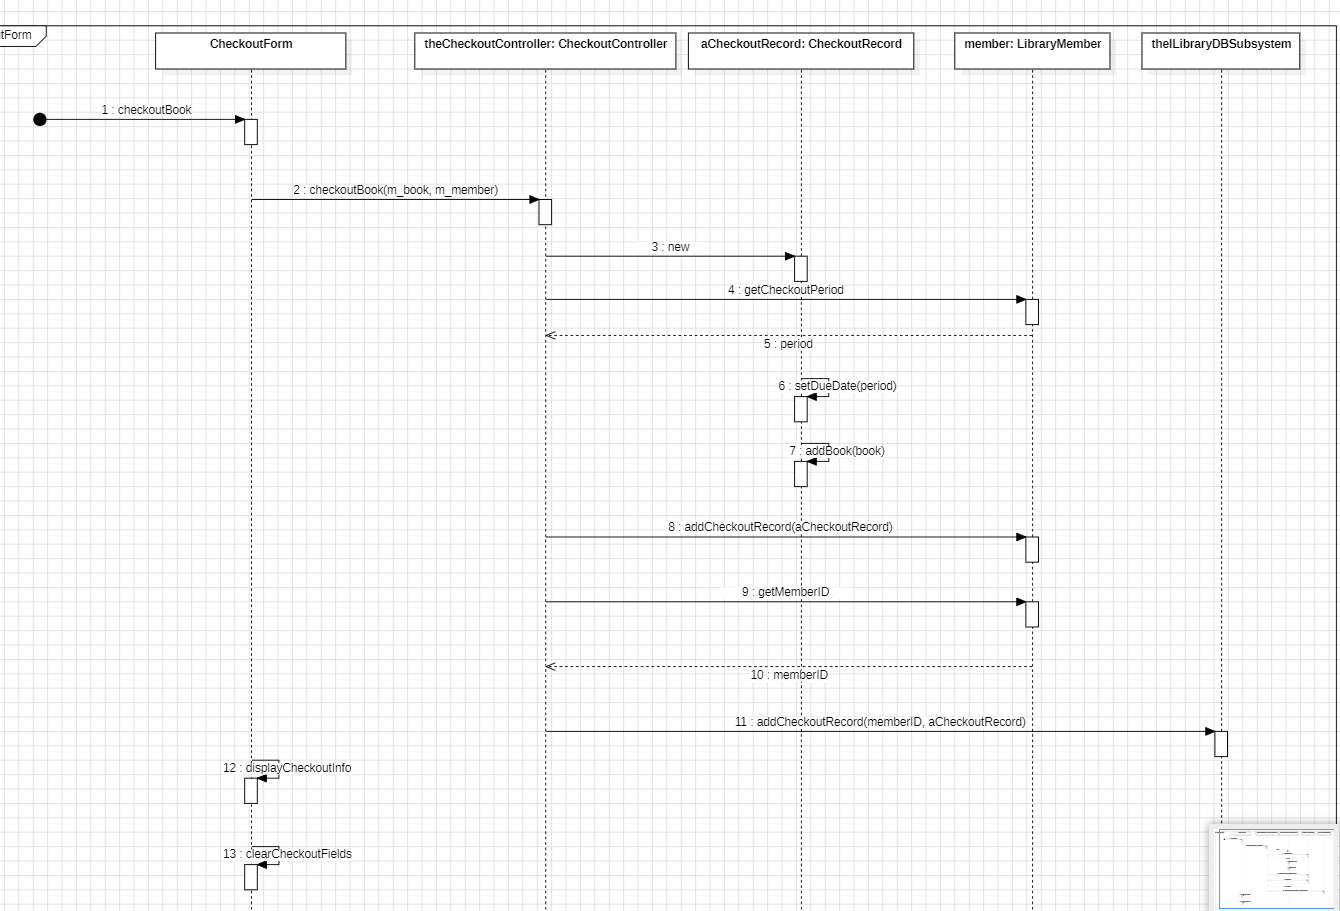 tForm
CheckoutForm
theCheckoutController: CheckoutController
aCheckoutRecord: CheckoutRecord
member: LibraryMember
theILibraryDBSubsystem
1 : checkoutBook
2 : checkoutBook(m_book, m_member)
3 : new
4 : getCheckoutPeriod
5 : period
6 : setDueDate(period)
7 : addBook(book)
8 : addCheckoutRecord(aCheckoutRecord)
9 : getMemberID
10 : memberID
11 : addCheckoutRecord(memberID, aCheckoutRecord)
12 : displayCheckoutInfo
13 : clearCheckoutFields